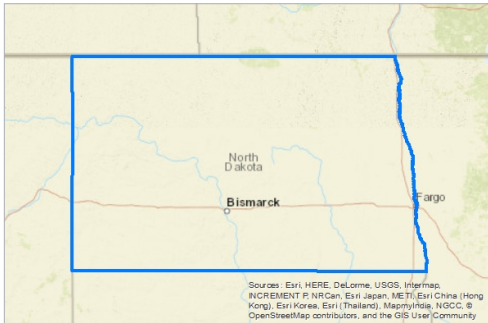 North
Dakota
Bismarck
Fargo
Sources: Esri, HERE, DeLorme, USGS, Intermap,
INCREMENT P, NRCan, Esri Japan, METI, Esri China (Hong
Kong), Esri Korea, Esri (Thailand), MapmyIndia, NGCC, ©
OpenStreetMap contributors, and the GIS User Community